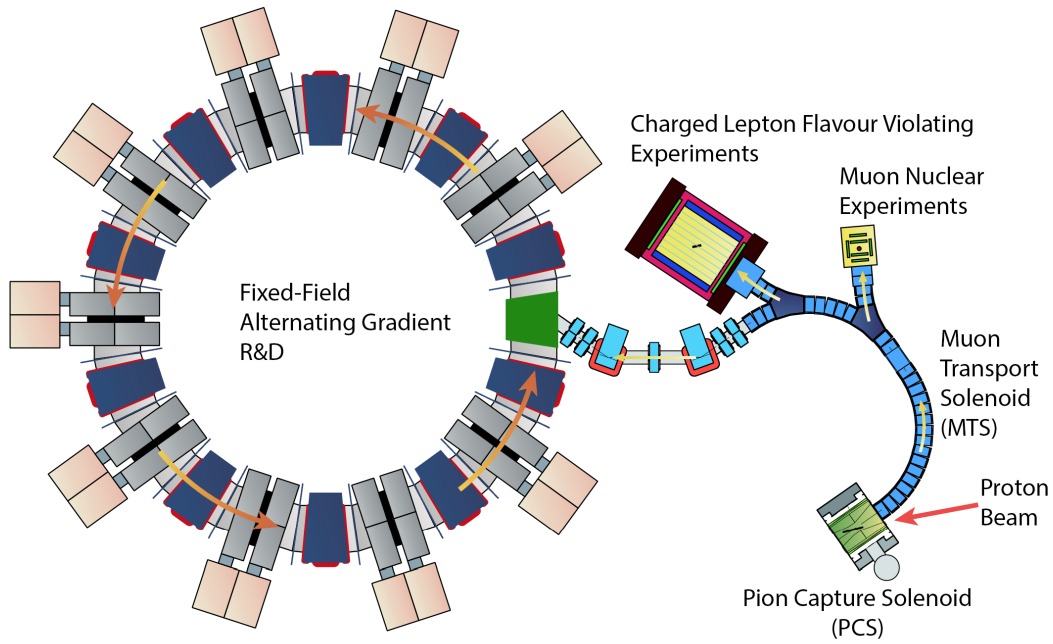 Charged Lepton Flavour Violating
Experiments
Muon Nuclear
Experiments
Fixed-Field
Alternating Gradient
R&D
Muon
Transport
Solenoid
(MTS)
Proton
Beam
Pion Capture Solenoid
(PCS)